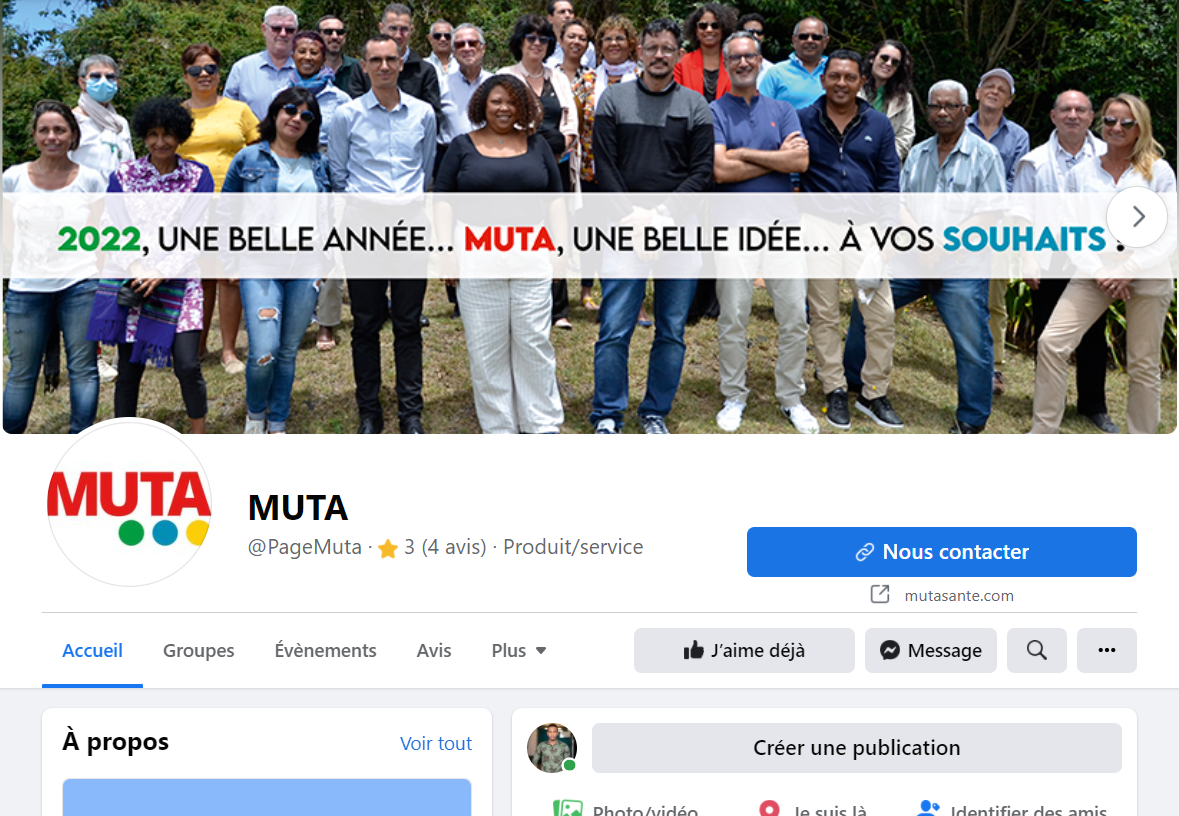 2022, UNE BELLE ANNÉE... MUTA, UNE BELLE IDÉE... À VOS SOUHAITS !
MUTA
MUTA
@PageMuta · 3 (4 avis) · Produit/service
Nous contacter
mutasante.com
Accueil
Groupes
Évènements
Avis
Plus
J’aime déjà
Message
À propos
Voir tout
Créer une publication
Photo/vidéo
Je suis là
Identifier des amis